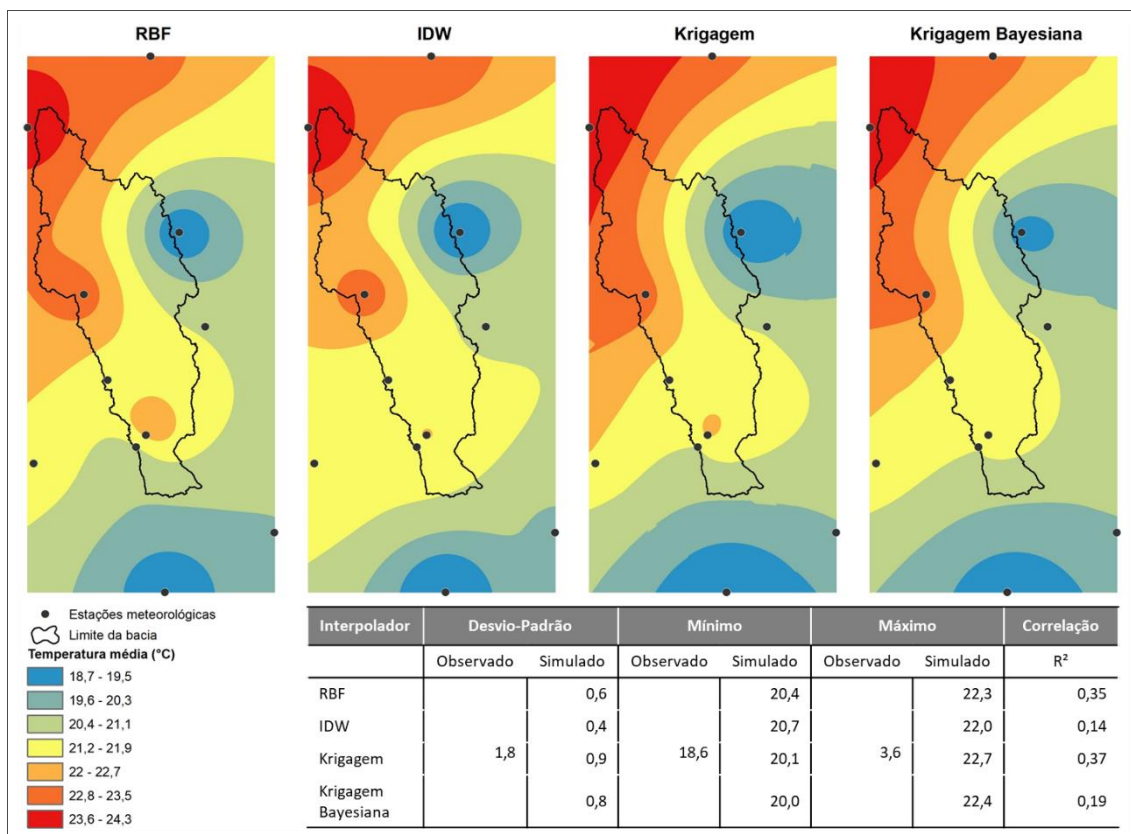 RBF IDW Krigagem Krigagem Bayesiana
Estações meteorológicas
Limite da bacia
Temperatura média (°C)
18,7 - 19,5
19,6 - 20,3
20,4 - 21,1
21,2 - 21,9
22 - 22,7
22,8 - 23,5
23,6 - 24,3
Interpolador Desvio-Padrão Mínimo Máximo Correlação
Observado Simulado Observado Simulado Observado Simulado R²
RBF 0,6 20,4 22,3 0,35
IDW 0,4 20,7 22,0 0,14
Krigagem 1,8 0,9 18,6 20,1 3,6 22,7 0,37
Krigagem
Bayesiana 0,8 20,0 22,4 0,19